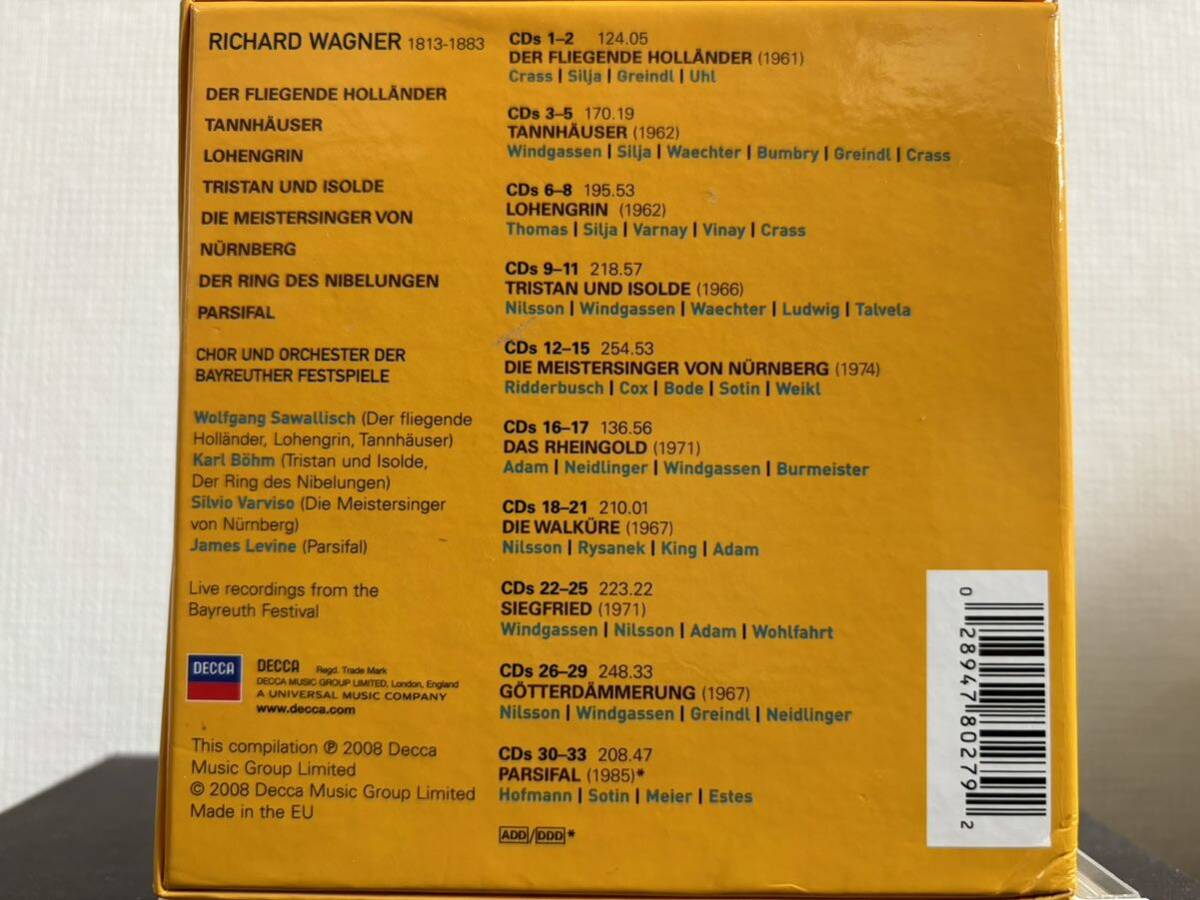 RICHARD WAGNER 1813-1883
DER FLIEGENDE HOLLÄNDER
TANNHÄUSER
LOHENGRIN
TRISTAN UND ISOLDE
DIE MEISTERSINGER VON
NÜRNBERG
DER RING DES NIBELUNGEN
PARSIFAL
CHOR UND ORCHESTER DER
BAYREUTHER FESTSPIELE
Wolfgang Sawallisch (Der fliegende
Holländer, Lohengrin, Tannhäuser)
Karl Böhm (Tristan und Isolde,
Der Ring des Nibelungen)
Silvio Varviso (Die Meistersinger
von Nürnberg)
James Levine (Parsifal)
Live recordings from the
Bayreuth Festival
DECCA
DECCA Regd. Trade Mark
DECCA MUSIC GROUP LIMITED, London, England
A UNIVERSAL MUSIC COMPANY
www.decca.com
This compilation ℗ 2008 Decca
Music Group Limited
© 2008 Decca Music Group Limited
Made in the EU
CDs 1–2 124.05
DER FLIEGENDE HOLLÄNDER (1961)
Crass | Silja | Greindl | Uhl
CDs 3–5 170.19
TANNHÄUSER (1962)
Windgassen | Silja | Waechter | Bumbry | Greindl | Crass
CDs 6–8 195.53
LOHENGRIN (1962)
Thomas | Silja | Varnay | Vinay | Crass
CDs 9–11 218.57
TRISTAN UND ISOLDE (1966)
Nilsson | Windgassen | Waechter | Ludwig | Talvela
CDs 12–15 254.53
DIE MEISTERSINGER VON NÜRNBERG (1974)
Ridderbusch | Cox | Bode | Sotin | Weikl
CDs 16–17 136.56
DAS RHEINGOLD (1971)
Adam | Neidlinger | Windgassen | Burmeister
CDs 18–21 210.01
DIE WALKÜRE (1967)
Nilsson | Rysanek | King | Adam
CDs 22–25 223.22
SIEGFRIED (1971)
Windgassen | Nilsson | Adam | Wohlfahrt
CDs 26–29 248.33
GÖTTERDÄMMERUNG (1967)
Nilsson | Windgassen | Greindl | Neidlinger
CDs 30–33 208.47
PARSIFAL (1985)*
Hofmann | Sotin | Meier | Estes
ADD/DDD*
0 28947 80279 2